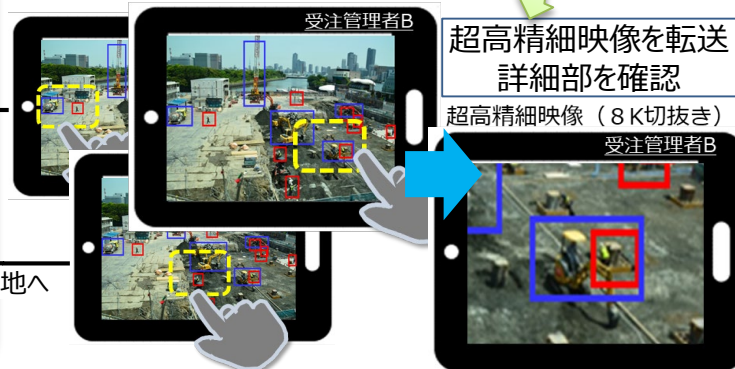 受注管理者B
超高精細映像を転送
詳細部を確認
超高精細映像（８Ｋ切抜き）
受注管理者B
地へ